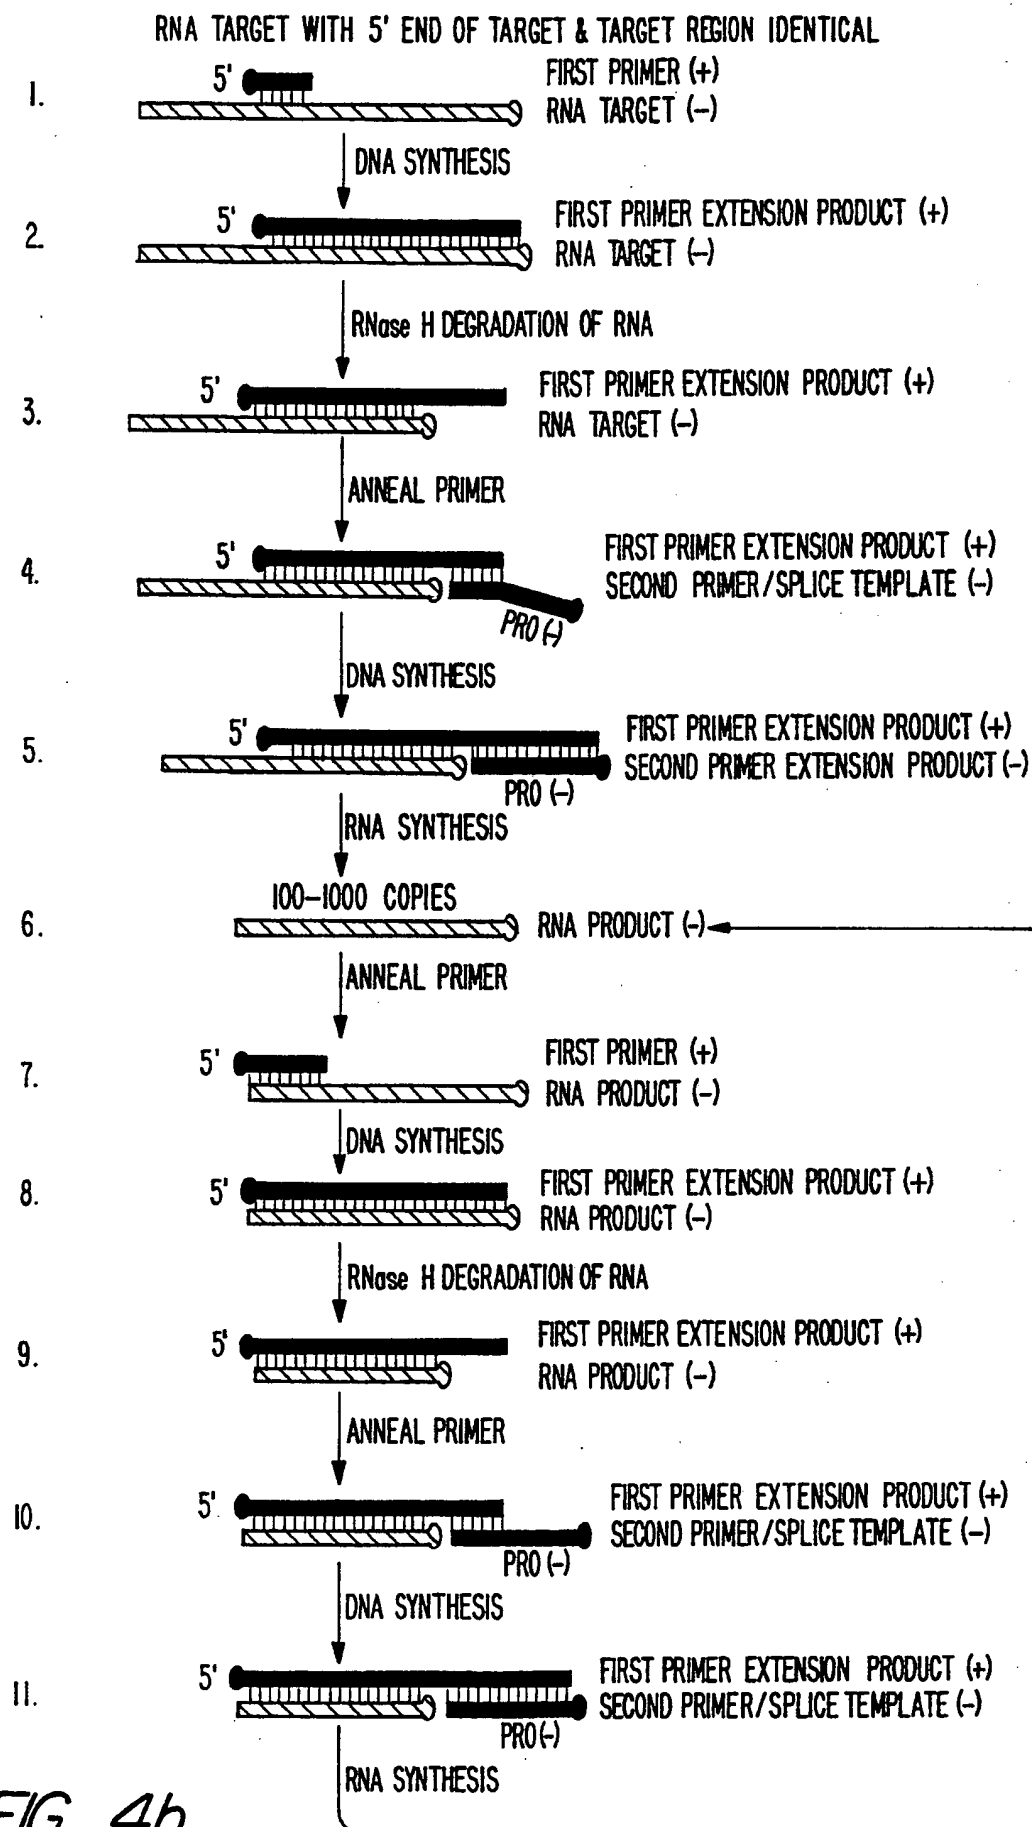 RNA TARGET WITH 5' END OF TARGET & TARGET REGION IDENTICAL
1.
5'
FIRST PRIMER (+)
RNA TARGET (-)
DNA SYNTHESIS
2.
5'
FIRST PRIMER EXTENSION PRODUCT (+)
RNA TARGET (-)
RNase H DEGRADATION OF RNA
3.
5'
FIRST PRIMER EXTENSION PRODUCT (+)
RNA TARGET (-)
ANNEAL PRIMER
4.
5'
FIRST PRIMER EXTENSION PRODUCT (+)
SECOND PRIMER/SPLICE TEMPLATE (-)
PRO (-)
DNA SYNTHESIS
5.
5'
FIRST PRIMER EXTENSION PRODUCT (+)
SECOND PRIMER EXTENSION PRODUCT (-)
PRO (-)
RNA SYNTHESIS
100-1000 COPIES
6.
RNA PRODUCT (-)
ANNEAL PRIMER
7.
5'
FIRST PRIMER (+)
RNA PRODUCT (-)
DNA SYNTHESIS
8.
5'
FIRST PRIMER EXTENSION PRODUCT (+)
RNA PRODUCT (-)
RNase H DEGRADATION OF RNA
9.
5'
FIRST PRIMER EXTENSION PRODUCT (+)
RNA PRODUCT (-)
ANNEAL PRIMER
10.
5'
FIRST PRIMER EXTENSION PRODUCT (+)
SECOND PRIMER/SPLICE TEMPLATE (-)
PRO (-)
DNA SYNTHESIS
11.
5'
FIRST PRIMER EXTENSION PRODUCT (+)
SECOND PRIMER/SPLICE TEMPLATE (-)
PRO (-)
RNA SYNTHESIS
FIG. 4b